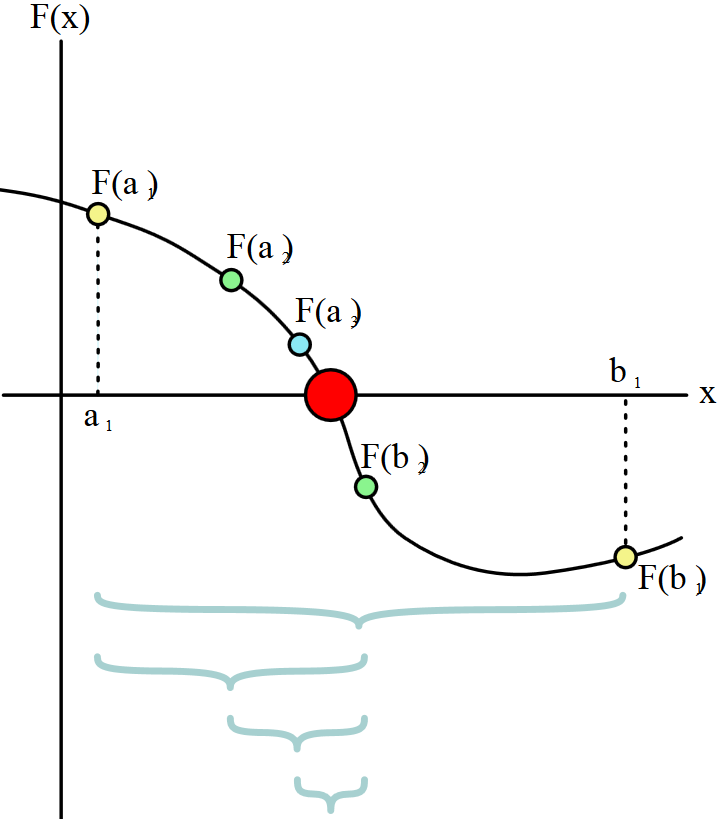 F(x)
F(a₁)
F(a₂)
F(a₃)
b₁
x
a₁
F(b₂)
F(b₁)